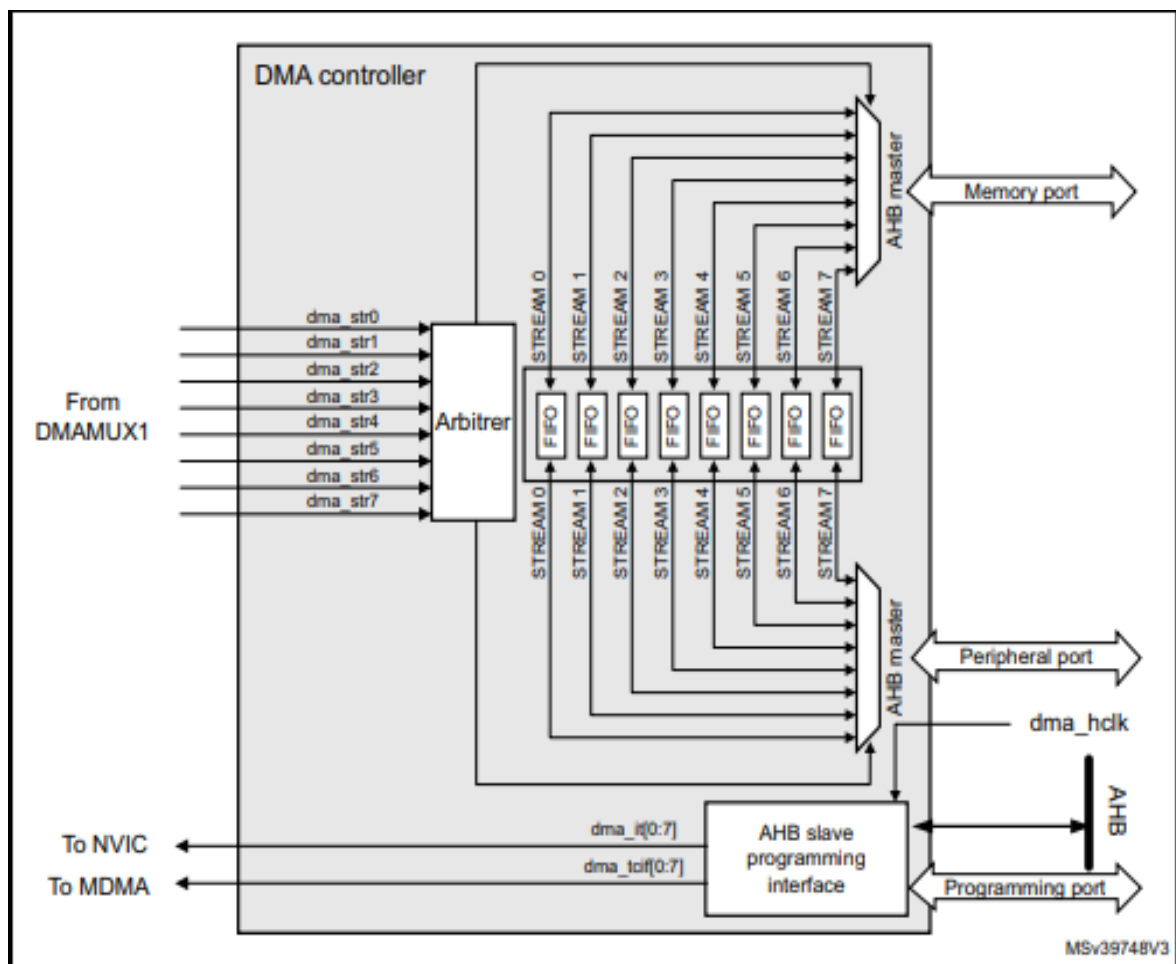 DMA controller
AHB master
Memory port
STREAM 0
STREAM 1
STREAM 2
STREAM 3
STREAM 4
STREAM 5
STREAM 6
STREAM 7
dma_str0
dma_str1
dma_str2
dma_str3
dma_str4
dma_str5
dma_str6
dma_str7
From
DMAMUX1
Arbitrer
FIFO
FIFO
FIFO
FIFO
FIFO
FIFO
FIFO
FIFO
STREAM 0
STREAM 1
STREAM 2
STREAM 3
STREAM 4
STREAM 5
STREAM 6
STREAM 7
AHB master
Peripheral port
dma_hclk
AHB
To NVIC
dma_it[0:7]
To MDMA
dma_tcif[0:7]
AHB slave
programming
interface
Programming port
MSv39748V3